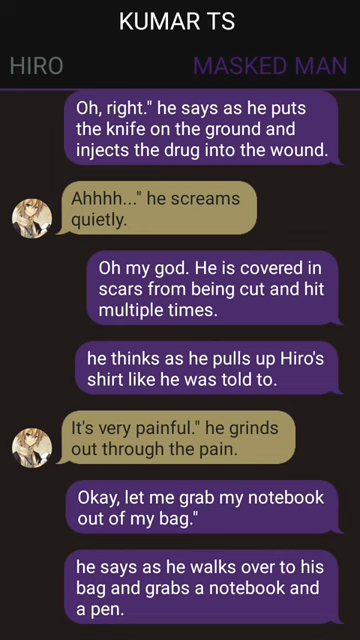 KUMAR TS
HIRO
MASKED MAN
Oh, right." he says as he puts
the knife on the ground and
injects the drug into the wound.
Ahhhh..." he screams
quietly.
Oh my god. He is covered in
scars from being cut and hit
multiple times.
he thinks as he pulls up Hiro's
shirt like he was told to.
It's very painful." he grinds
out through the pain.
Okay, let me grab my notebook
out of my bag."
he says as he walks over to his
bag and grabs a notebook and
a pen.